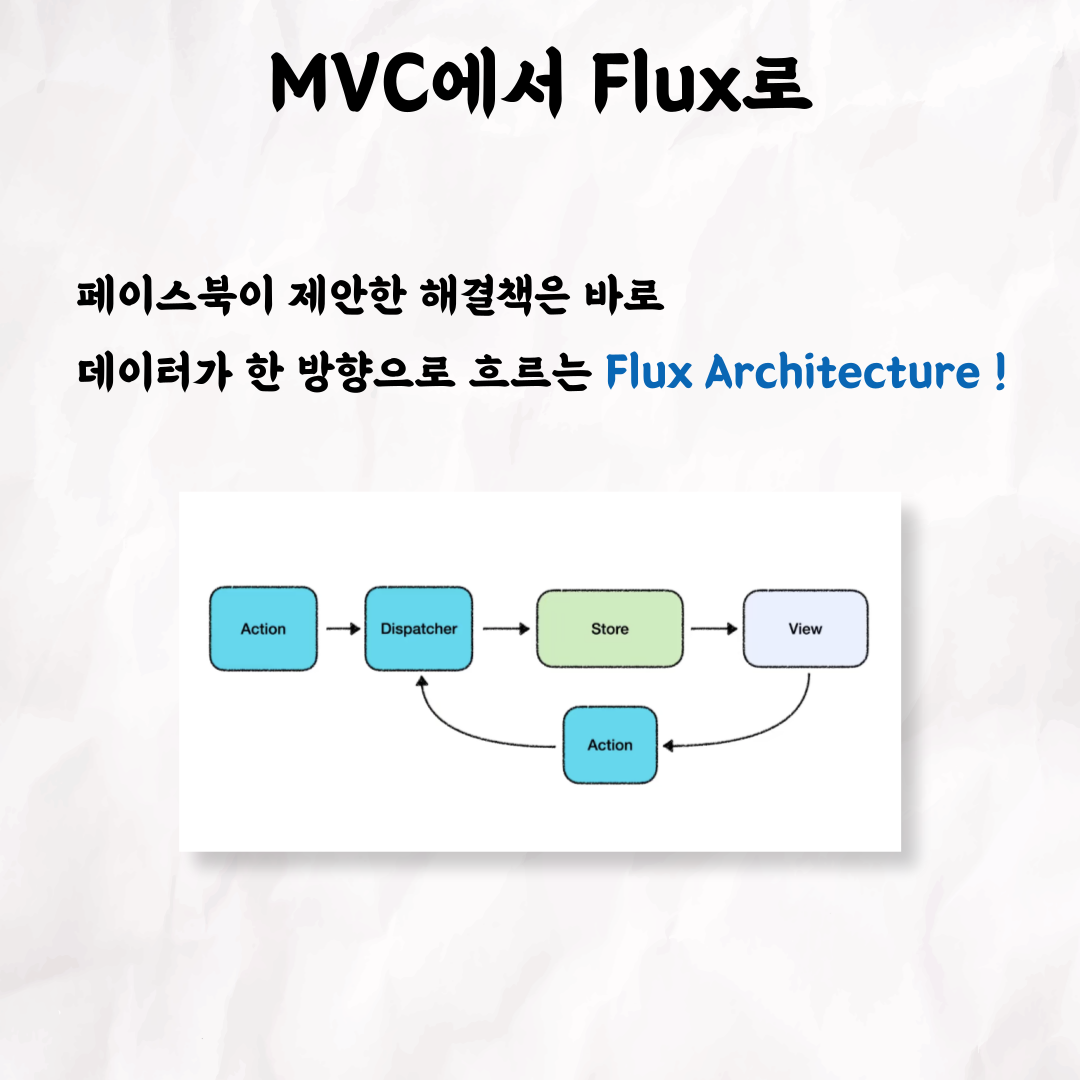 MVC에서 Flux로
페이스북이 제안한 해결책은 바로
데이터가 한 방향으로 흐르는 Flux Architecture !
Action
Dispatcher
Store
View
Action